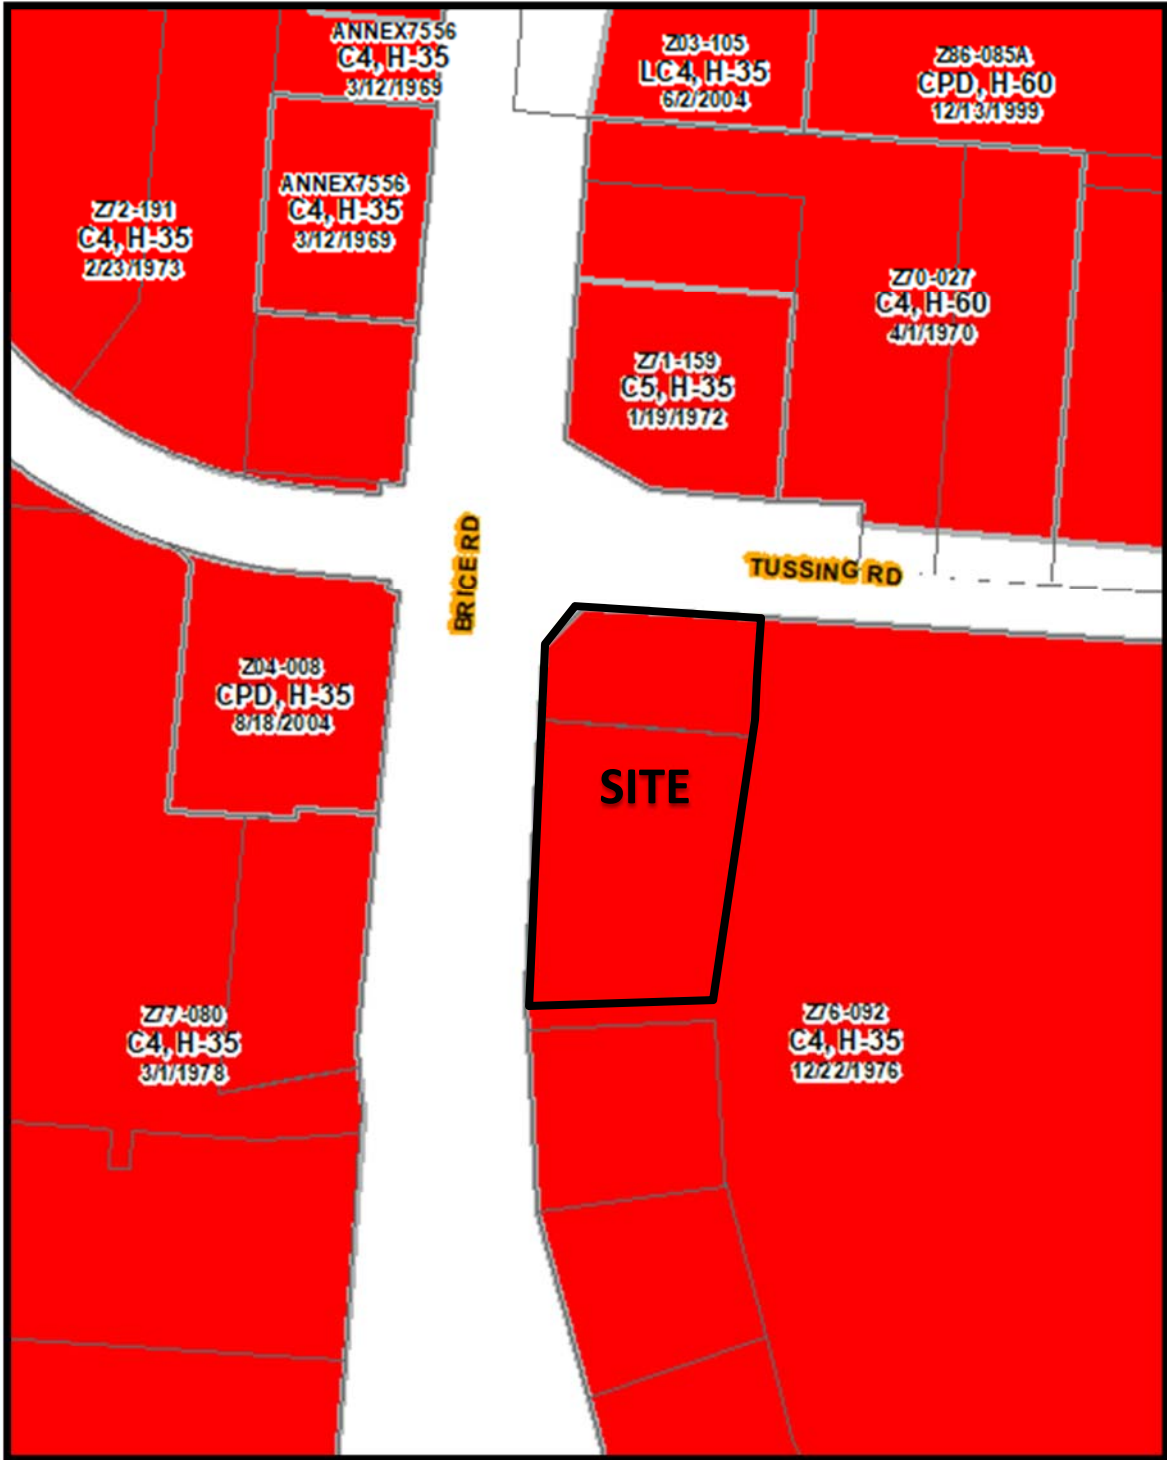 ANNEX7556
C4, H-35
3/12/1969
Z03-105
LC4, H-35
6/2/2004
Z86-085A
CPD, H-60
12/13/1999
ANNEX7556
C4, H-35
3/12/1969
Z72-191
C4, H-35
2/23/1973
Z70-027
C4, H-60
4/1/1970
Z71-159
C5, H-35
1/19/1972
BRICE RD
TUSSING RD
Z04-008
CPD, H-35
8/18/2004
SITE
Z77-080
C4, H-35
3/1/1978
Z76-092
C4, H-35
12/22/1976